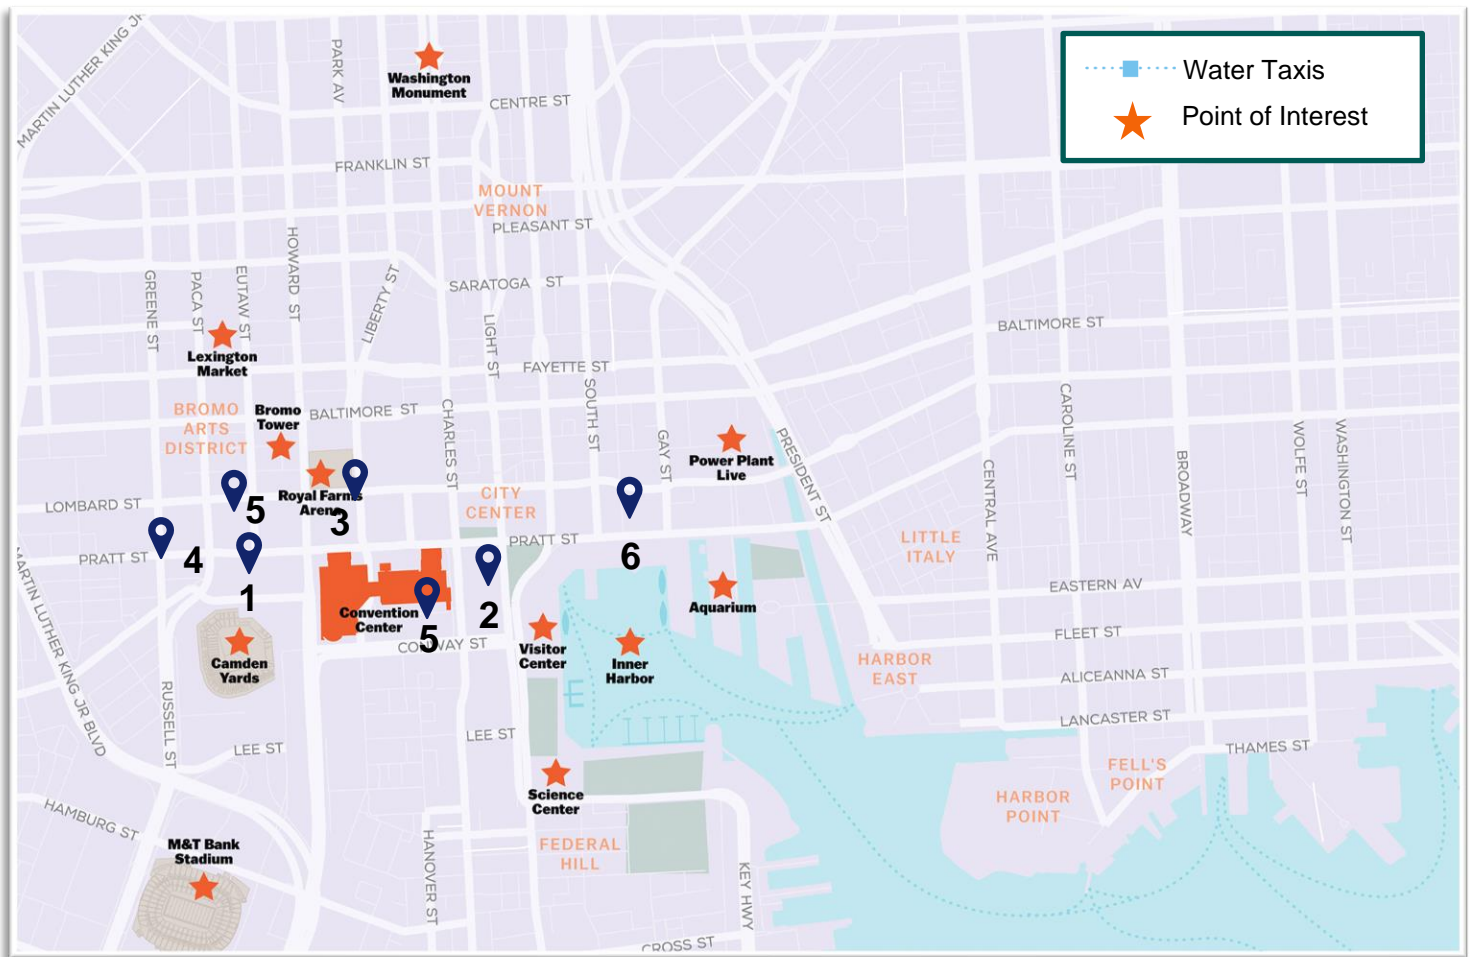 MARTIN LUTHER KING JR
PARK AV
Washington
Monument
CENTRE ST
Water Taxis
Point of Interest
FRANKLIN ST
MOUNT
VERNON
PLEASANT ST
HOWARD ST
LIBERTY ST
SARATOGA ST
GREENE ST
PACA ST
EUTAW ST
LIGHT ST
Lexington
Market
FAYETTE ST
BALTIMORE ST
SOUTH ST
BROMO
ARTS
DISTRICT
Bromo
Tower
BALTIMORE ST
CHARLES ST
GAY ST
Power Plant
Live
PRESIDENT ST
CENTRAL AVE
CAROLINE ST
BROADWAY
WOLFE ST
WASHINGTON ST
LOMBARD ST
5
Royal Farms
Arena
3
CITY
CENTER
PRATT ST
4
1
PRATT ST
6
LITTLE
ITALY
EASTERN AV
MARTIN LUTHER KING JR BLVD
Convention
Center
5
2
CONWAY ST
Aquarium
Camden
Yards
Visitor
Center
Inner
Harbor
FLEET ST
HARBOR
EAST
ALICEANNA ST
LANCASTER ST
RUSSELL ST
LEE ST
LEE ST
THAMES ST
FELL'S
POINT
HARBOR
POINT
Science
Center
HAMBURG ST
M&T Bank
Stadium
HANOVER ST
FEDERAL
HILL
KEY HWY
CROSS ST